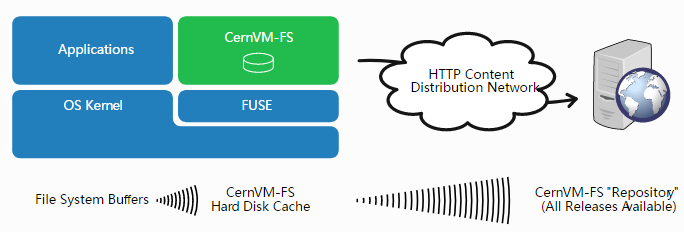 Applications
CernVM-FS
OS Kernel
FUSE
HTTP Content
Distribution Network
File System Buffers
CernVM-FS
Hard Disk Cache
CernVM-FS "Repository"
(All Releases Available)